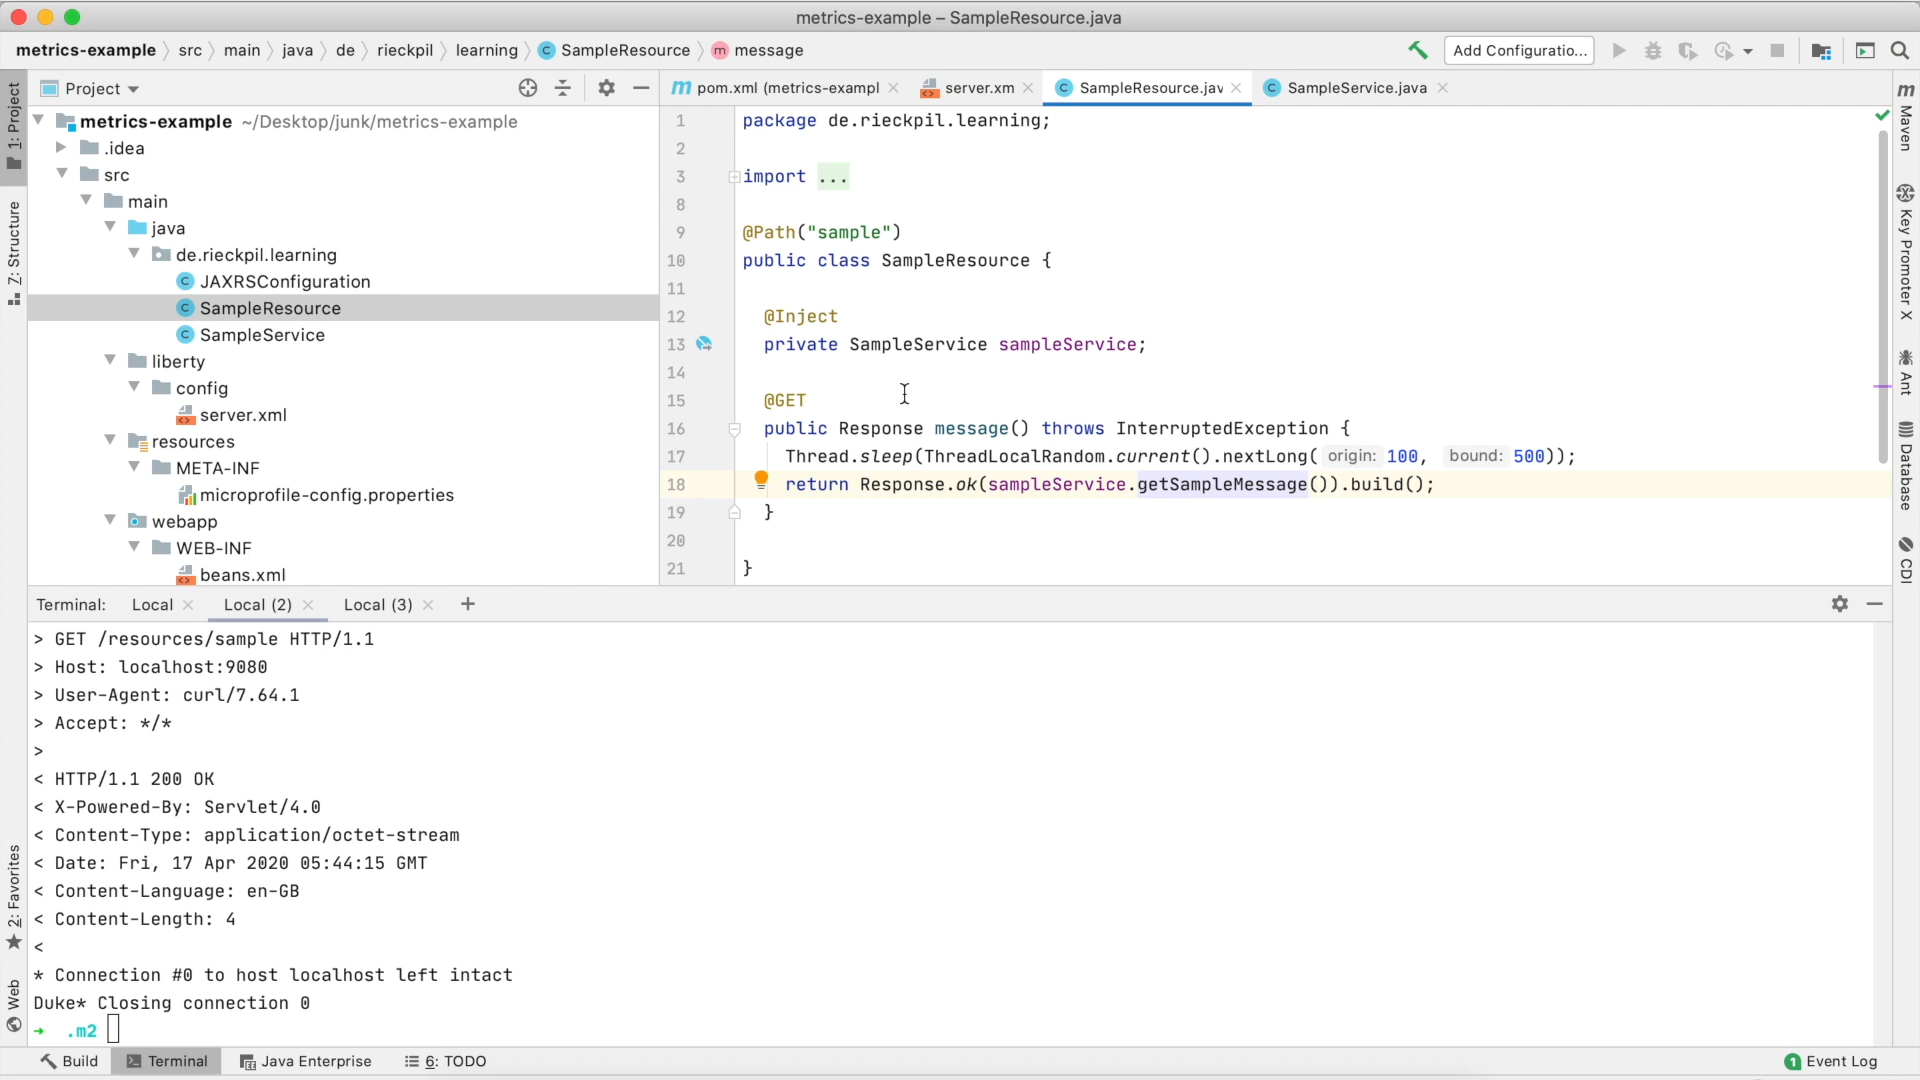 metrics-example – SampleResource.java
metrics-example src main java de rieckpil learning SampleResource message
Add Configuratio...
Project
metrics-example ~/Desktop/junk/metrics-example
.idea
src
main
java
de.rieckpil.learning
JAXRSConfiguration
SampleResource
SampleService
liberty
config
server.xml
resources
META-INF
microprofile-config.properties
webapp
WEB-INF
beans.xml
1: Project
7: Structure
2: Favorites
Web
pom.xml (metrics-exampl server.xm SampleResource.jav SampleService.java
1 package de.rieckpil.learning;
2
3 import ...
8
9 @Path("sample")
10 public class SampleResource {
11
12 @Inject
13 private SampleService sampleService;
14
15 @GET
16 public Response message() throws InterruptedException {
17 Thread.sleep(ThreadLocalRandom.current().nextLong( origin: 100, bound: 500));
18 return Response.ok(sampleService.getSampleMessage()).build();
19 }
20
21 }
Maven
Key Promoter X
Ant
Database
CDI
Terminal: Local Local (2) Local (3) +
> GET /resources/sample HTTP/1.1
> Host: localhost:9080
> User-Agent: curl/7.64.1
> Accept: */*
>
< HTTP/1.1 200 OK
< X-Powered-By: Servlet/4.0
< Content-Type: application/octet-stream
< Date: Fri, 17 Apr 2020 05:44:15 GMT
< Content-Language: en-GB
< Content-Length: 4
<
* Connection #0 to host localhost left intact
Duke* Closing connection 0
→ .m2
Build Terminal Java Enterprise 6: TODO 1 Event Log